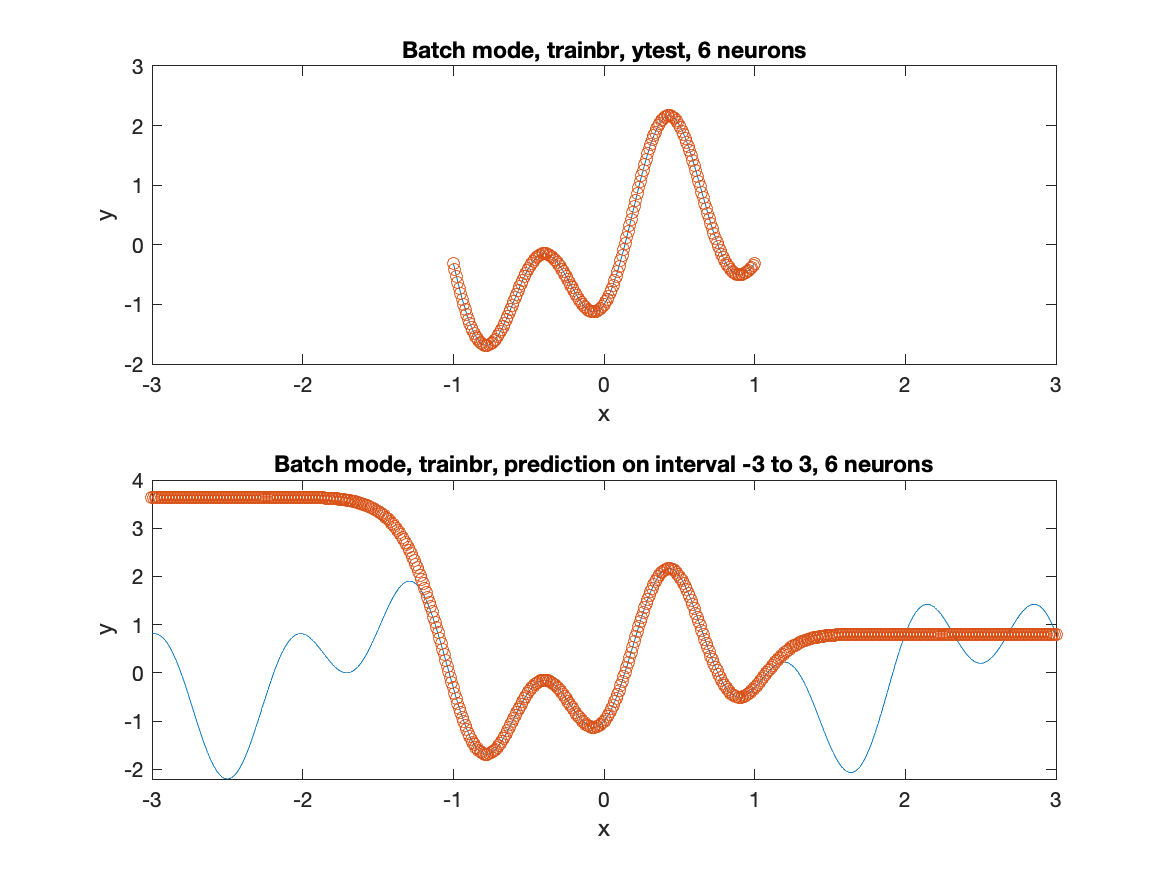 Batch mode, trainbr, ytest, 6 neurons
3
2
1
0
-1
-2
y
-3 -2 -1 0 1 2 3
x
Batch mode, trainbr, prediction on interval -3 to 3, 6 neurons
4
3
2
1
0
-1
-2
y
-3 -2 -1 0 1 2 3
x